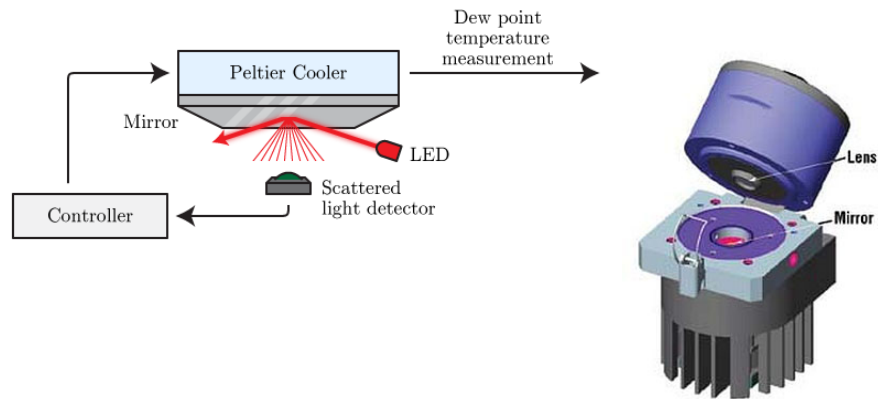 Dew point
temperature
measurement
Peltier Cooler
Mirror
LED
Scattered
light detector
Controller
Lens
Mirror